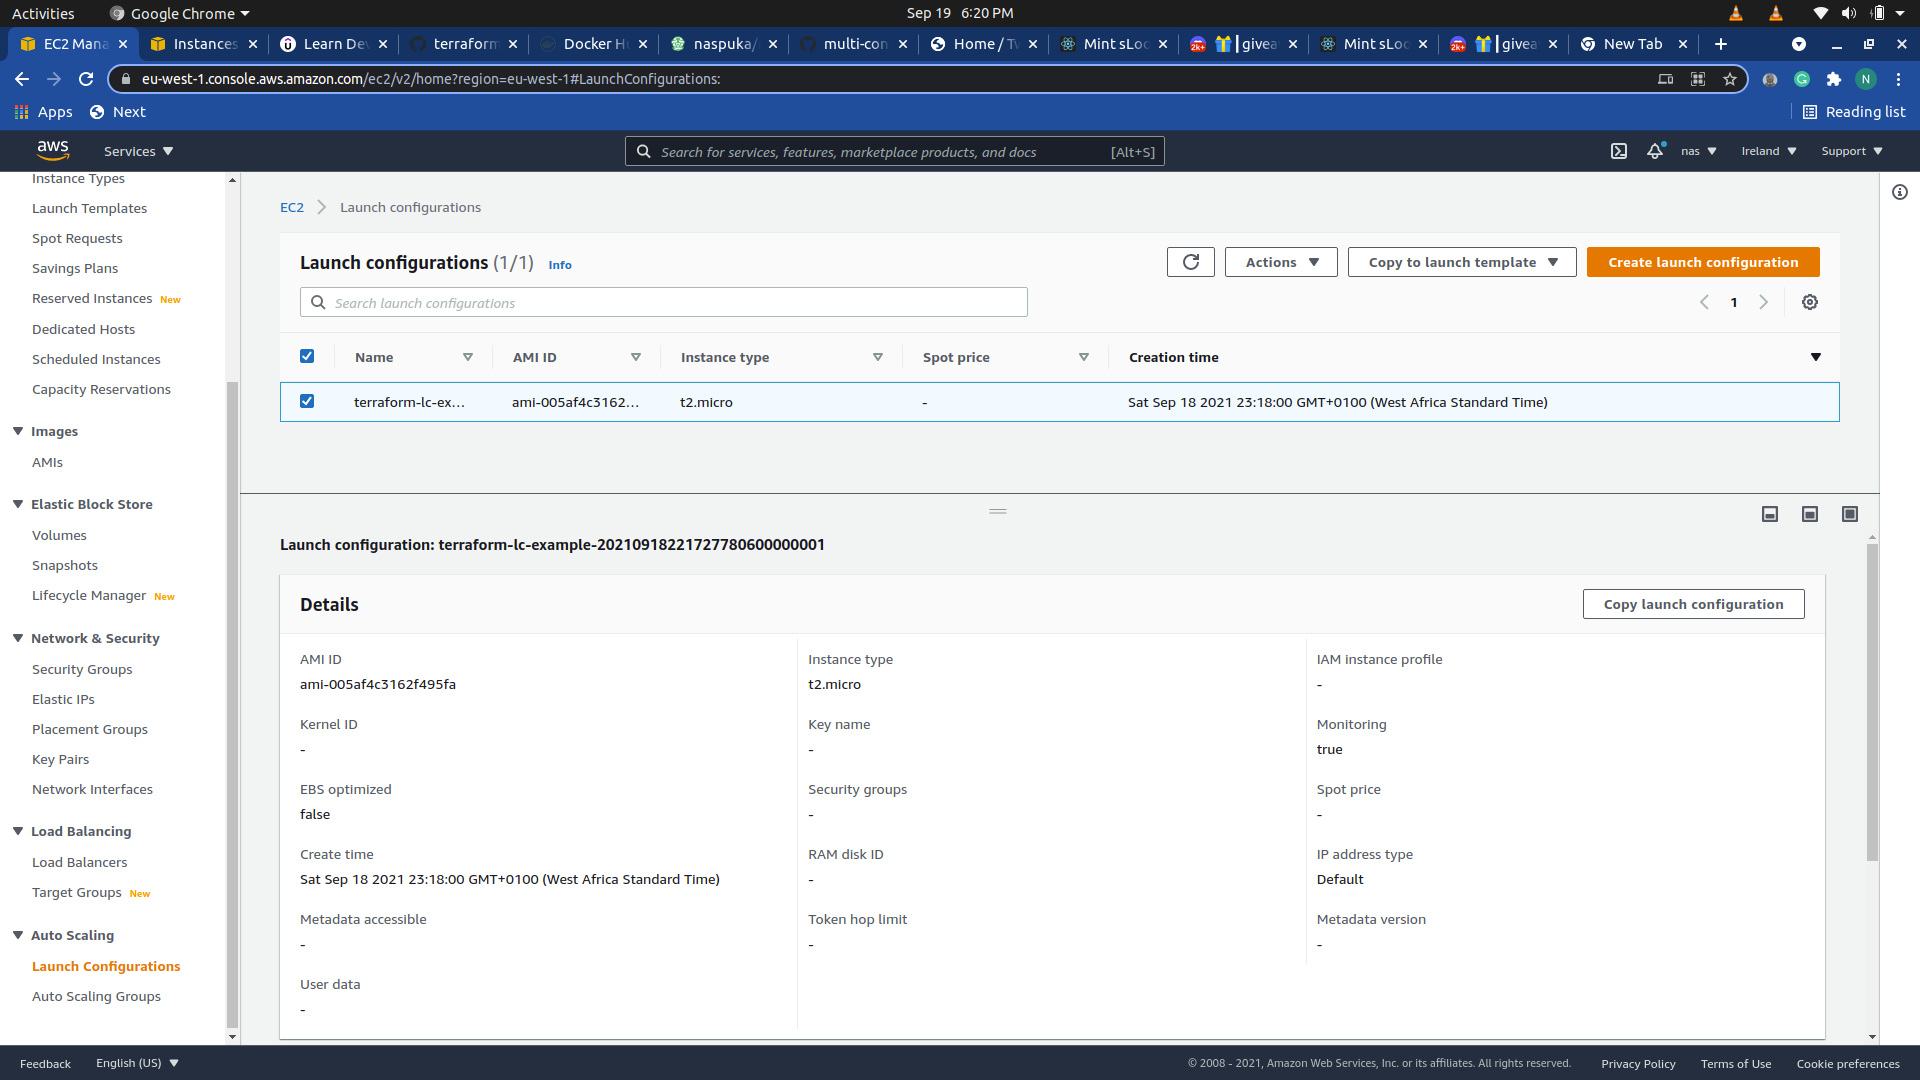 Activities Google Chrome Sep 19 6:20 PM
EC2 Mana Instances Learn Dev terraform Docker Hu naspuka/ multi-con Home / Tw Mint sLoc 2k+ givea Mint sLoc 2k+ givea New Tab
eu-west-1.console.aws.amazon.com/ec2/v2/home?region=eu-west-1#LaunchConfigurations: N
Apps Next Reading list
aws Services Search for services, features, marketplace products, and docs [Alt+S] nas Ireland Support
Instance Types
Launch Templates
Spot Requests
Savings Plans
Reserved Instances New
Dedicated Hosts
Scheduled Instances
Capacity Reservations
Images
AMIs
Elastic Block Store
Volumes
Snapshots
Lifecycle Manager New
Network & Security
Security Groups
Elastic IPs
Placement Groups
Key Pairs
Network Interfaces
Load Balancing
Load Balancers
Target Groups New
Auto Scaling
Launch Configurations
Auto Scaling Groups
EC2 Launch configurations
Launch configurations (1/1) Info Actions Copy to launch template Create launch configuration
Search launch configurations 1
Name AMI ID Instance type Spot price Creation time
terraform-lc-ex... ami-005af4c3162... t2.micro - Sat Sep 18 2021 23:18:00 GMT+0100 (West Africa Standard Time)
Launch configuration: terraform-lc-example-20210918221727780600000001
Details Copy launch configuration
AMI ID Instance type IAM instance profile
ami-005af4c3162f495fa t2.micro -
Kernel ID Key name Monitoring
- - true
EBS optimized Security groups Spot price
false - -
Create time RAM disk ID IP address type
Sat Sep 18 2021 23:18:00 GMT+0100 (West Africa Standard Time) - Default
Metadata accessible Token hop limit Metadata version
- - -
User data
-
Feedback English (US) © 2008 - 2021, Amazon Web Services, Inc. or its affiliates. All rights reserved. Privacy Policy Terms of Use Cookie preferences